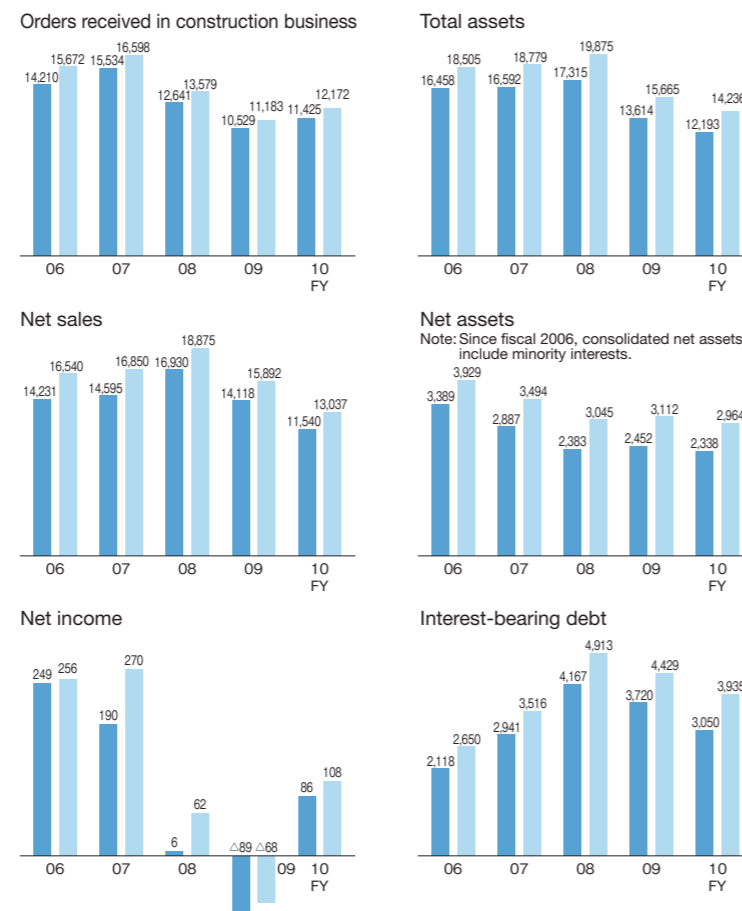 Orders received in construction business
14,210 15,672 15,534 16,598 12,641 13,579 10,529 11,183 11,425 12,172
06 07 08 09 10
FY
Total assets
16,458 18,505 16,592 18,779 17,315 19,875 13,614 15,665 12,193 14,236
06 07 08 09 10
FY
Net sales
14,231 16,540 14,595 16,850 16,930 18,875 14,118 15,892 11,540 13,037
06 07 08 09 10
FY
Net assets
Note: Since fiscal 2006, consolidated net assets
include minority interests.
3,389 3,929 2,887 3,494 2,383 3,045 2,452 3,112 2,338 2,964
06 07 08 09 10
FY
Net income
249 256 190 270 6 62 △89 △68 86 108
06 07 08 09 10
FY
Interest-bearing debt
2,118 2,650 2,941 3,516 4,167 4,913 3,720 4,429 3,050 3,935
06 07 08 09 10
FY